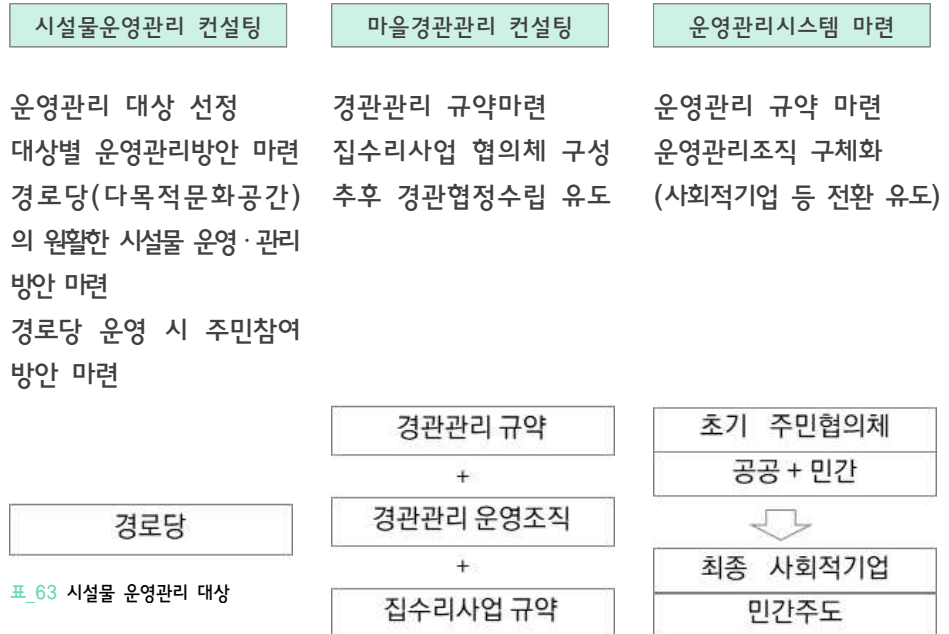 시설물운영관리 컨설팅
운영관리 대상 선정
대상별 운영관리방안 마련
경로당(다목적문화공간)
의 원활한 시설물 운영·관리
방안 마련
경로당 운영 시 주민참여
방안 마련
경로당
표_63 시설물 운영관리 대상
마을경관관리 컨설팅
경관관리 규약마련
집수리사업 협의체 구성
추후 경관협정수립 유도
경관관리 규약
+
경관관리 운영조직
+
집수리사업 규약
운영관리시스템 마련
운영관리 규약 마련
운영관리조직 구체화
(사회적기업 등 전환 유도)
초기 주민협의체
공공 + 민간
최종 사회적기업
민간주도